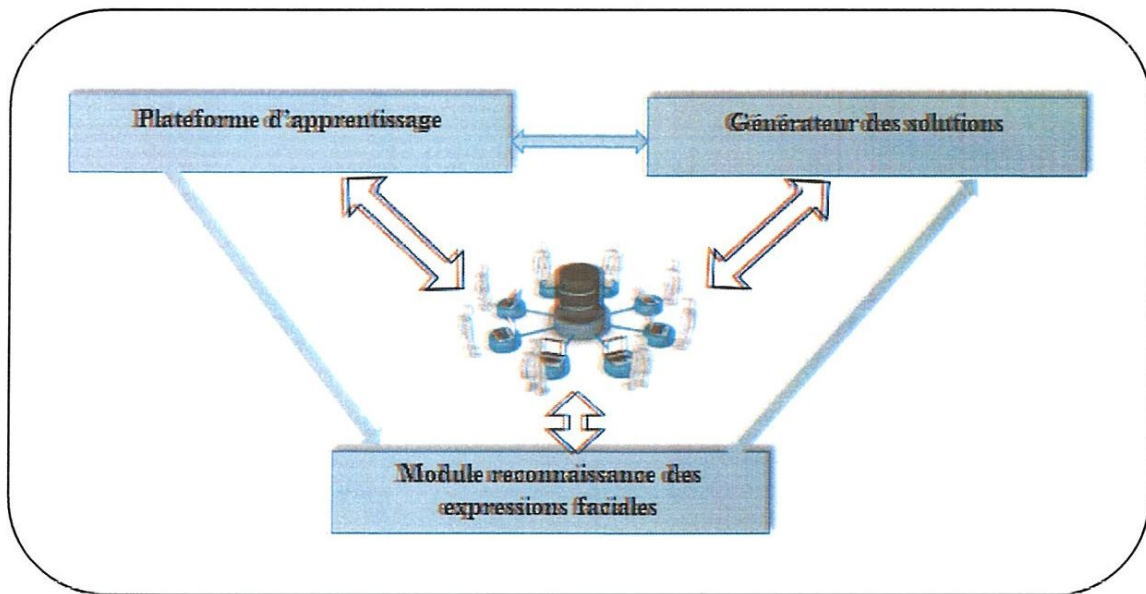 Plateforme d'apprentissage
Générateur des solutions
Module reconnaissance des
expressions faciales